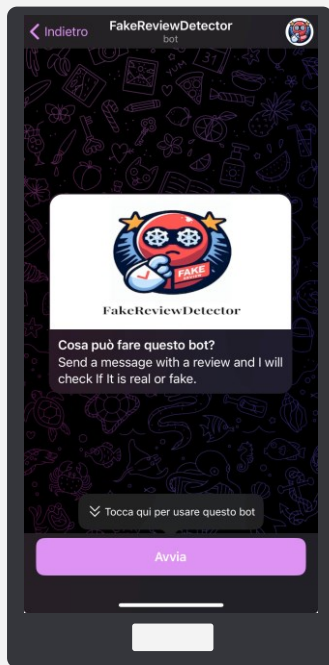 Indietro
FakeReviewDetector
bot
FAKE
FakeReviewDetector
Cosa può fare questo bot?
Send a message with a review and I will
check If It is real or fake.
Tocca qui per usare questo bot
Avvia